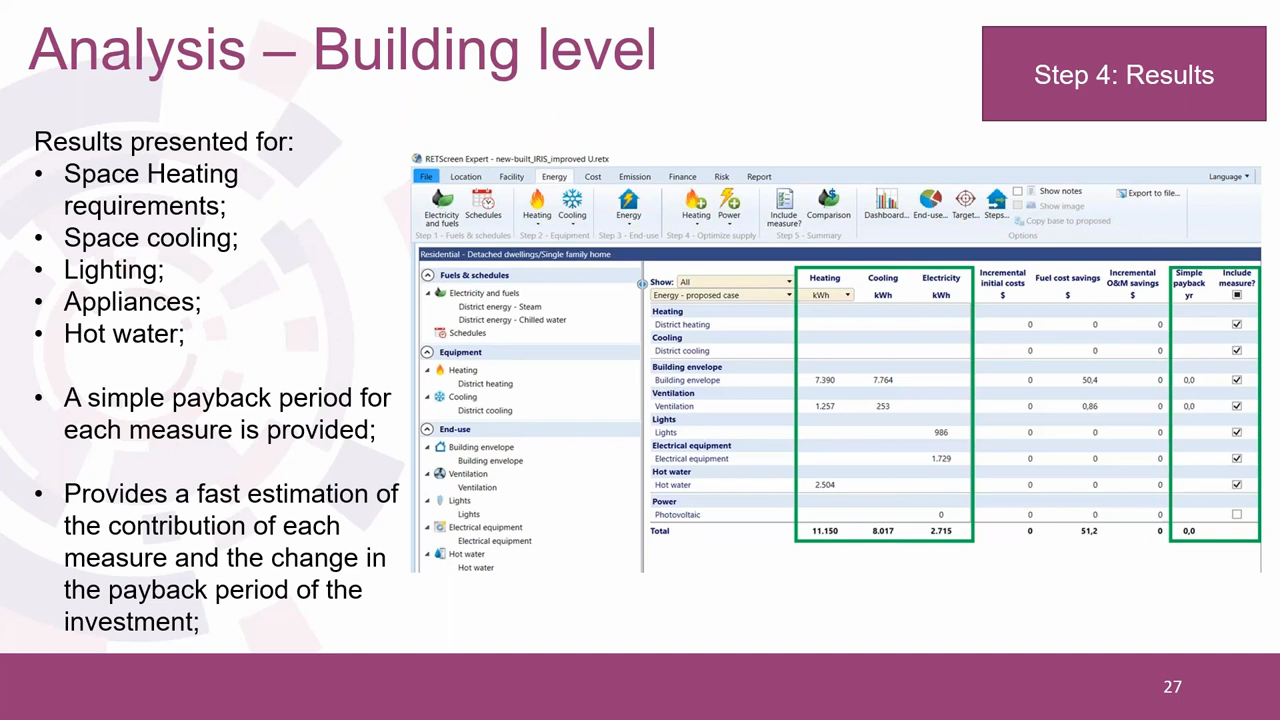 Analysis – Building level
Step 4: Results
Results presented for:
• Space Heating
requirements;
• Space cooling;
• Lighting;
• Appliances;
• Hot water;
• A simple payback period for
each measure is provided;
• Provides a fast estimation of
the contribution of each
measure and the change in
the payback period of the
investment;
RETScreen Expert - new-built_IRIS_improved U.retx
File Location Facility Energy Cost Emission Finance Risk Report Language
Electricity and fuels Schedules Heating Cooling Energy Heating Power Include measure? Comparison Dashboard... End-use... Target... Steps...
Show notes
Show image
Copy base to proposed
Export to file...
Step 1 - Fuels & schedules Step 2 - Equipment Step 3 - End-use Step 4 - Optimize supply Step 5 - Summary Options
Residential - Detached dwellings/Single family home
Fuels & schedules
Electricity and fuels
District energy - Steam
District energy - Chilled water
Schedules
Equipment
Heating
District heating
Cooling
District cooling
End-use
Building envelope
Building envelope
Ventilation
Ventilation
Lights
Lights
Electrical equipment
Electrical equipment
Hot water
Hot water
Show: All
Energy - proposed case
Heating Cooling Electricity Incremental initial costs Fuel cost savings Incremental O&M savings Simple payback Include measure?
kWh kWh kWh $ $ $ yr
Heating
District heating 0 0 0
Cooling
District cooling 0 0 0
Building envelope
Building envelope 7.390 7.764 0 50,4 0 0,0
Ventilation
Ventilation 1.257 253 0 0,86 0 0,0
Lights
Lights 986 0 0 0
Electrical equipment
Electrical equipment 1.729 0 0 0
Hot water
Hot water 2.504 0 0 0
Power
Photovoltaic 0 0 0 0
Total 11.150 8.017 2.715 0 51,2 0 0,0
27